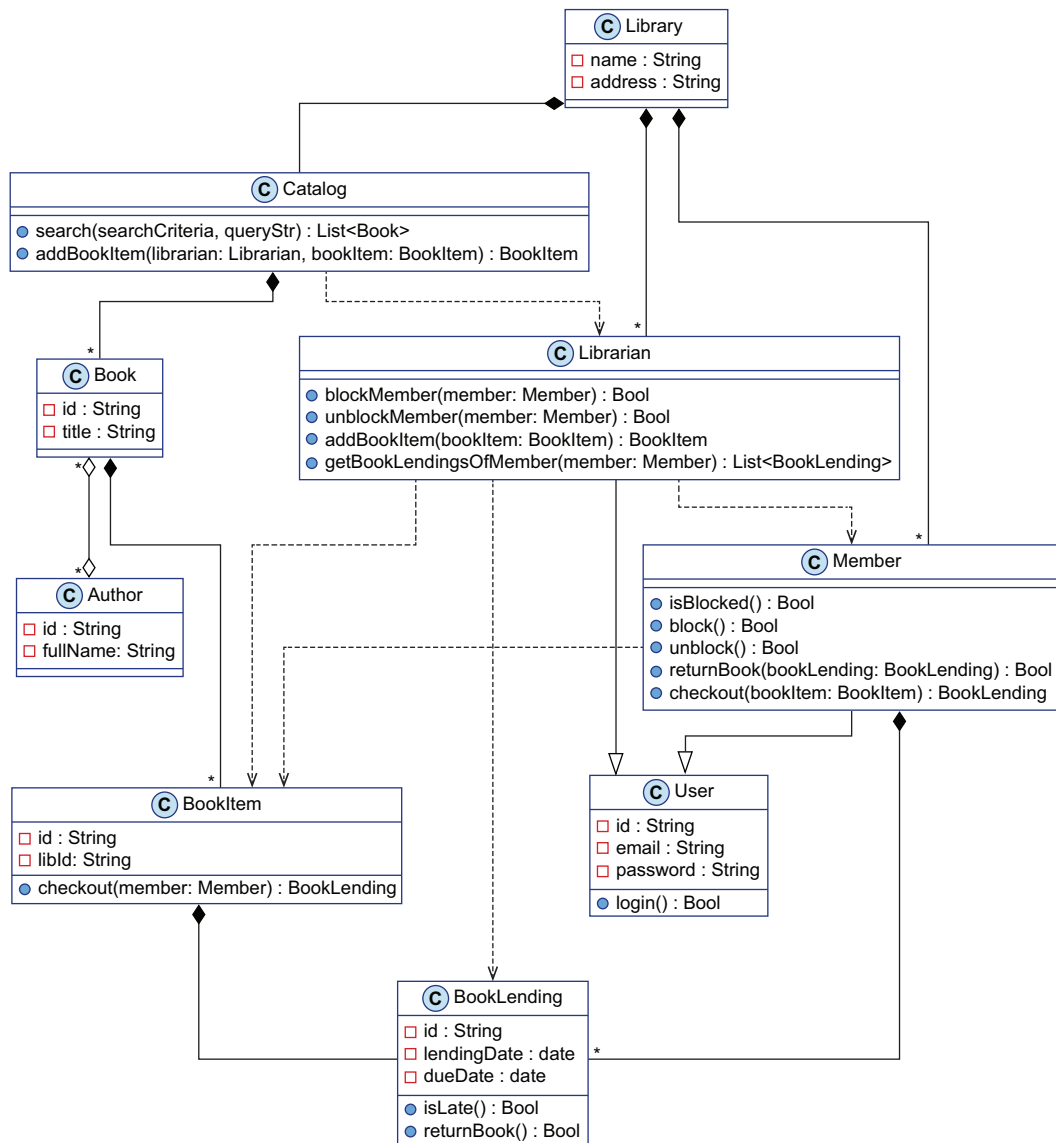 C Library
name : String
address : String
C Catalog
search(searchCriteria, queryStr) : List<Book>
addBookItem(librarian: Librarian, bookItem: BookItem) : BookItem
*
*
C Librarian
blockMember(member: Member) : Bool
unblockMember(member: Member) : Bool
addBookItem(bookItem: BookItem) : BookItem
getBookLendingsOfMember(member: Member) : List<BookLending>
C Book
id : String
title : String
*
*
C Author
id : String
fullName: String
*
C Member
isBlocked() : Bool
block() : Bool
unblock() : Bool
returnBook(bookLending: BookLending) : Bool
checkout(bookItem: BookItem) : BookLending
*
C BookItem
id : String
libId: String
checkout(member: Member) : BookLending
C User
id : String
email : String
password : String
login() : Bool
C BookLending
id : String
lendingDate : date
dueDate : date
isLate() : Bool
returnBook() : Bool
*